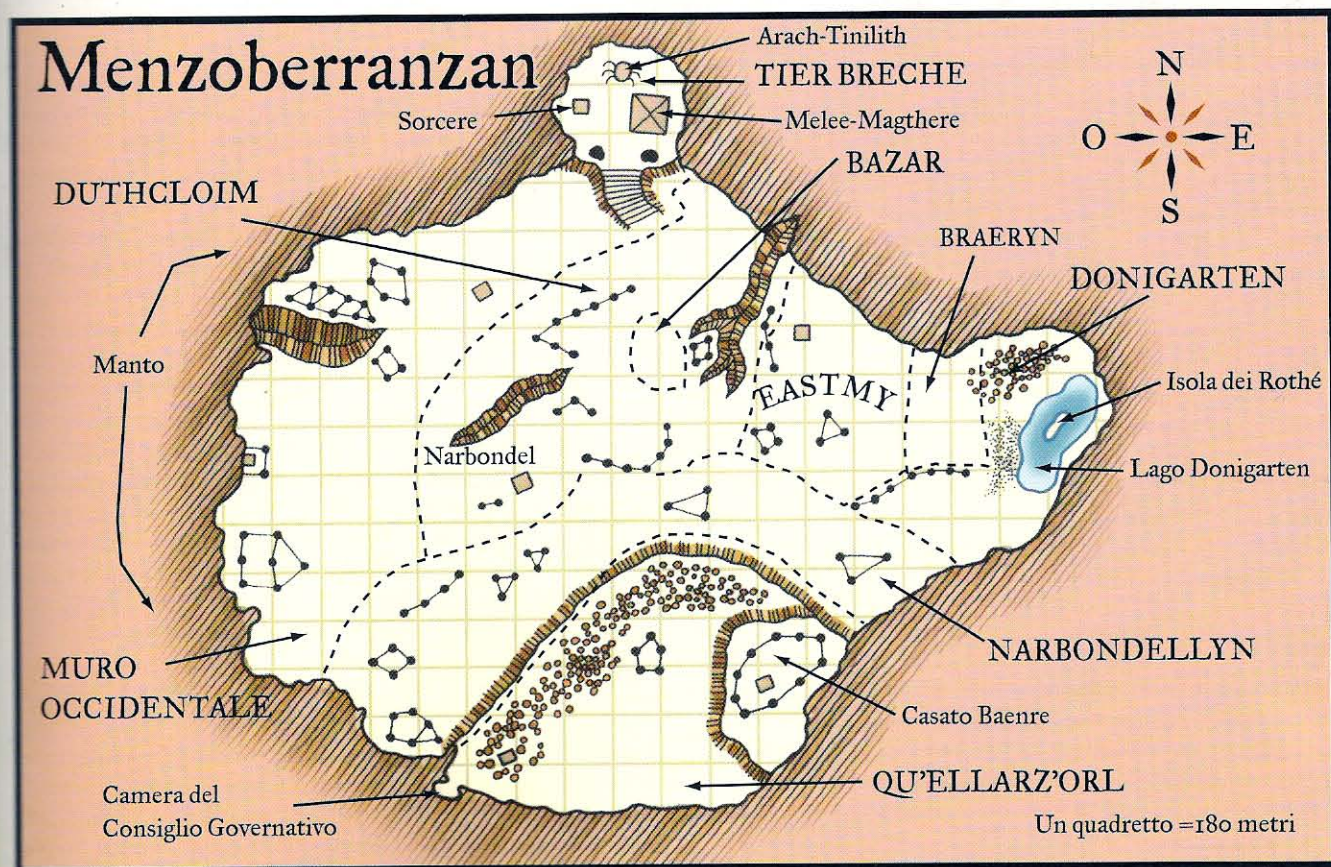 Menzoberranzan
Arach-Tinilith
TIER BRECHE
Sorcere
Melee-Magthere
BAZAR
N
O
E
S
DUTHCLOIM
BRAERYN
DONIGARTEN
Manto
Isola dei Rothé
EASTMY
Narbondel
Lago Donigarten
MURO
OCCIDENTALE
NARBONDELLYN
Casato Baenre
QU'ELLARZ'ORL
Camera del
Consiglio Governativo
Un quadretto =180 metri